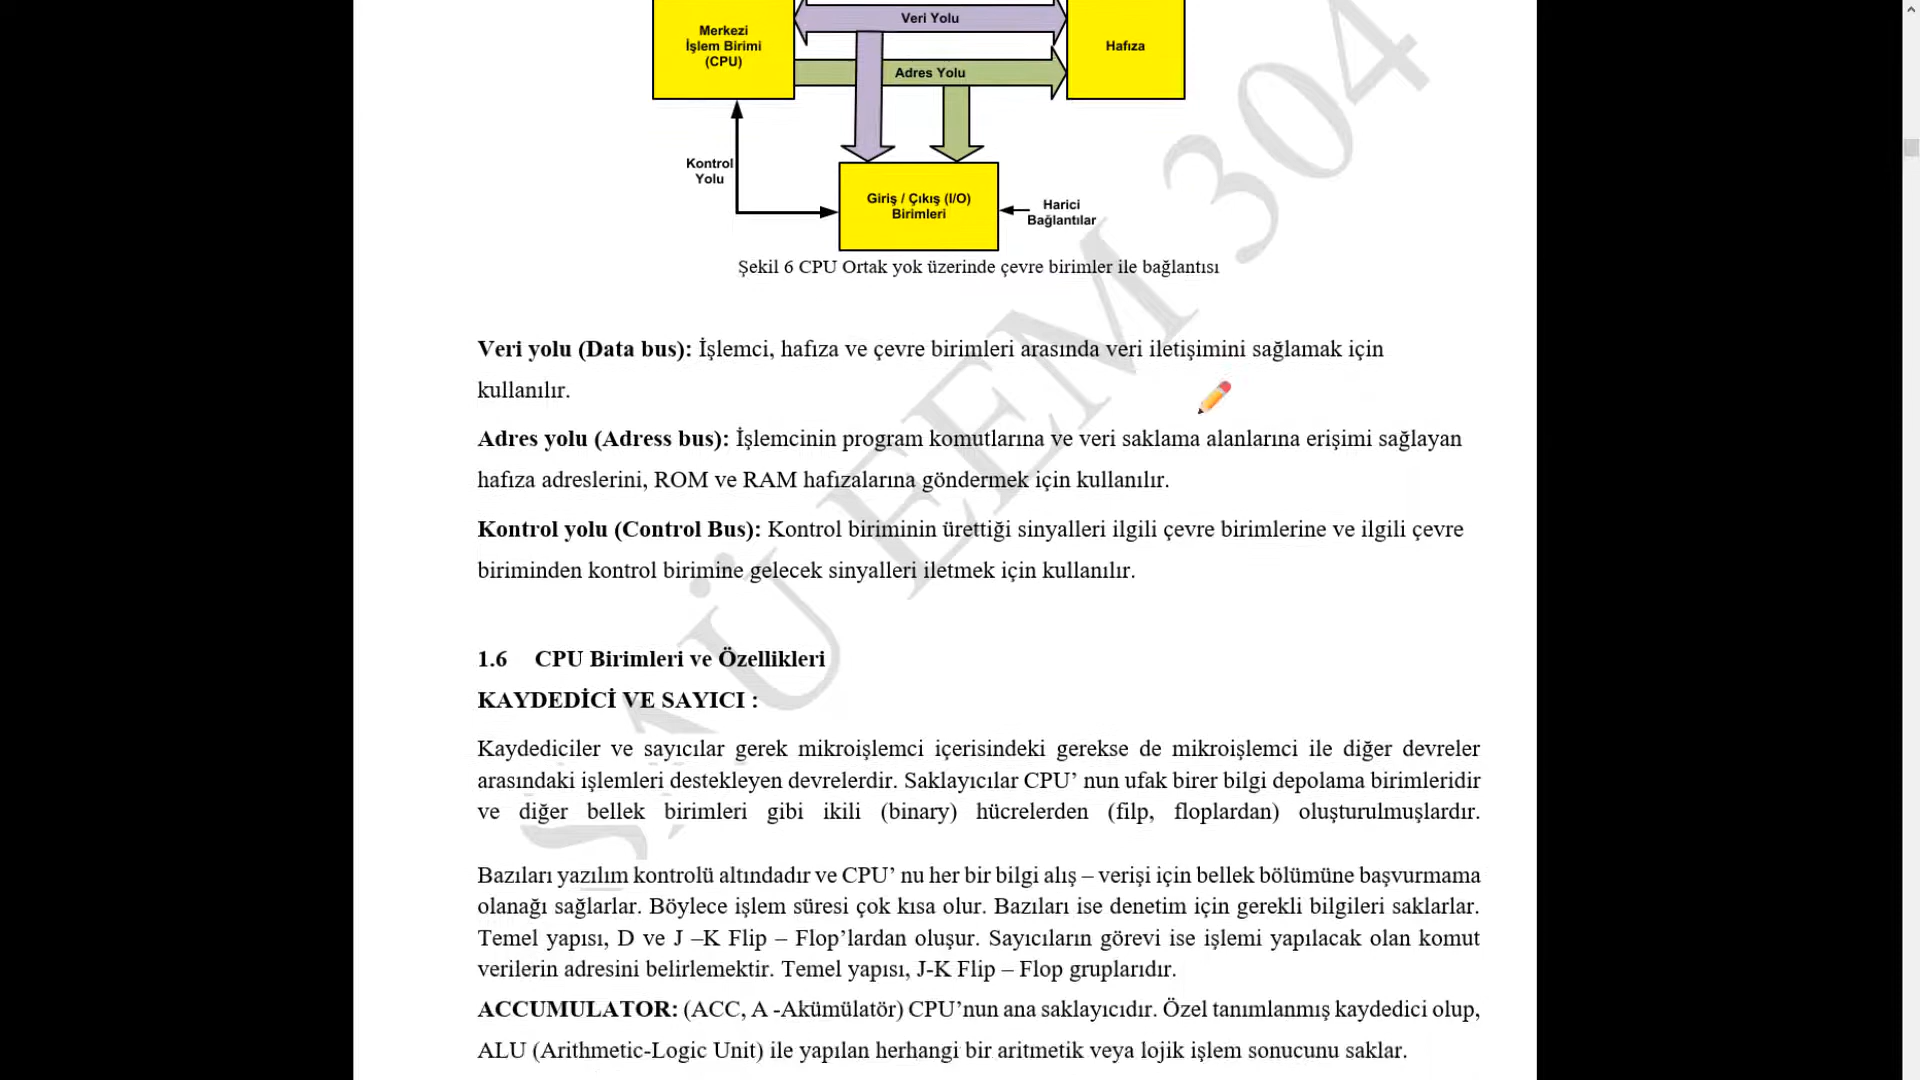 Veri Yolu
Merkezi
İşlem Birimi
(CPU)
Hafıza
Adres Yolu
Kontrol
Yolu
Giriş / Çıkış (I/O)
Birimleri
Harici
Bağlantılar
Şekil 6 CPU Ortak yok üzerinde çevre birimler ile bağlantısı
Veri yolu (Data bus): İşlemci, hafıza ve çevre birimleri arasında veri iletişimini sağlamak için
kullanılır.
Adres yolu (Adress bus): İşlemcinin program komutlarına ve veri saklama alanlarına erişimi sağlayan
hafıza adreslerini, ROM ve RAM hafızalarına göndermek için kullanılır.
Kontrol yolu (Control Bus): Kontrol biriminin ürettiği sinyalleri ilgili çevre birimlerine ve ilgili çevre
biriminden kontrol birimine gelecek sinyalleri iletmek için kullanılır.
1.6 CPU Birimleri ve Özellikleri
KAYDEDİCİ VE SAYICI :
Kaydediciler ve sayıcılar gerek mikroişlemci içerisindeki gerekse de mikroişlemci ile diğer devreler
arasındaki işlemleri destekleyen devrelerdir. Saklayıcılar CPU’ nun ufak birer bilgi depolama birimleridir
ve diğer bellek birimleri gibi ikili (binary) hücrelerden (filp, floplardan) oluşturulmuşlardır.
Bazıları yazılım kontrolü altındadır ve CPU’ nu her bir bilgi alış – verişi için bellek bölümüne başvurmama
olanağı sağlarlar. Böylece işlem süresi çok kısa olur. Bazıları ise denetim için gerekli bilgileri saklarlar.
Temel yapısı, D ve J –K Flip – Flop’lardan oluşur. Sayıcıların görevi ise işlemi yapılacak olan komut
verilerin adresini belirlemektir. Temel yapısı, J-K Flip – Flop gruplarıdır.
ACCUMULATOR: (ACC, A -Akümülatör) CPU’nun ana saklayıcıdır. Özel tanımlanmış kaydedici olup,
ALU (Arithmetic-Logic Unit) ile yapılan herhangi bir aritmetik veya lojik işlem sonucunu saklar.
ŞAÜ EEM 304